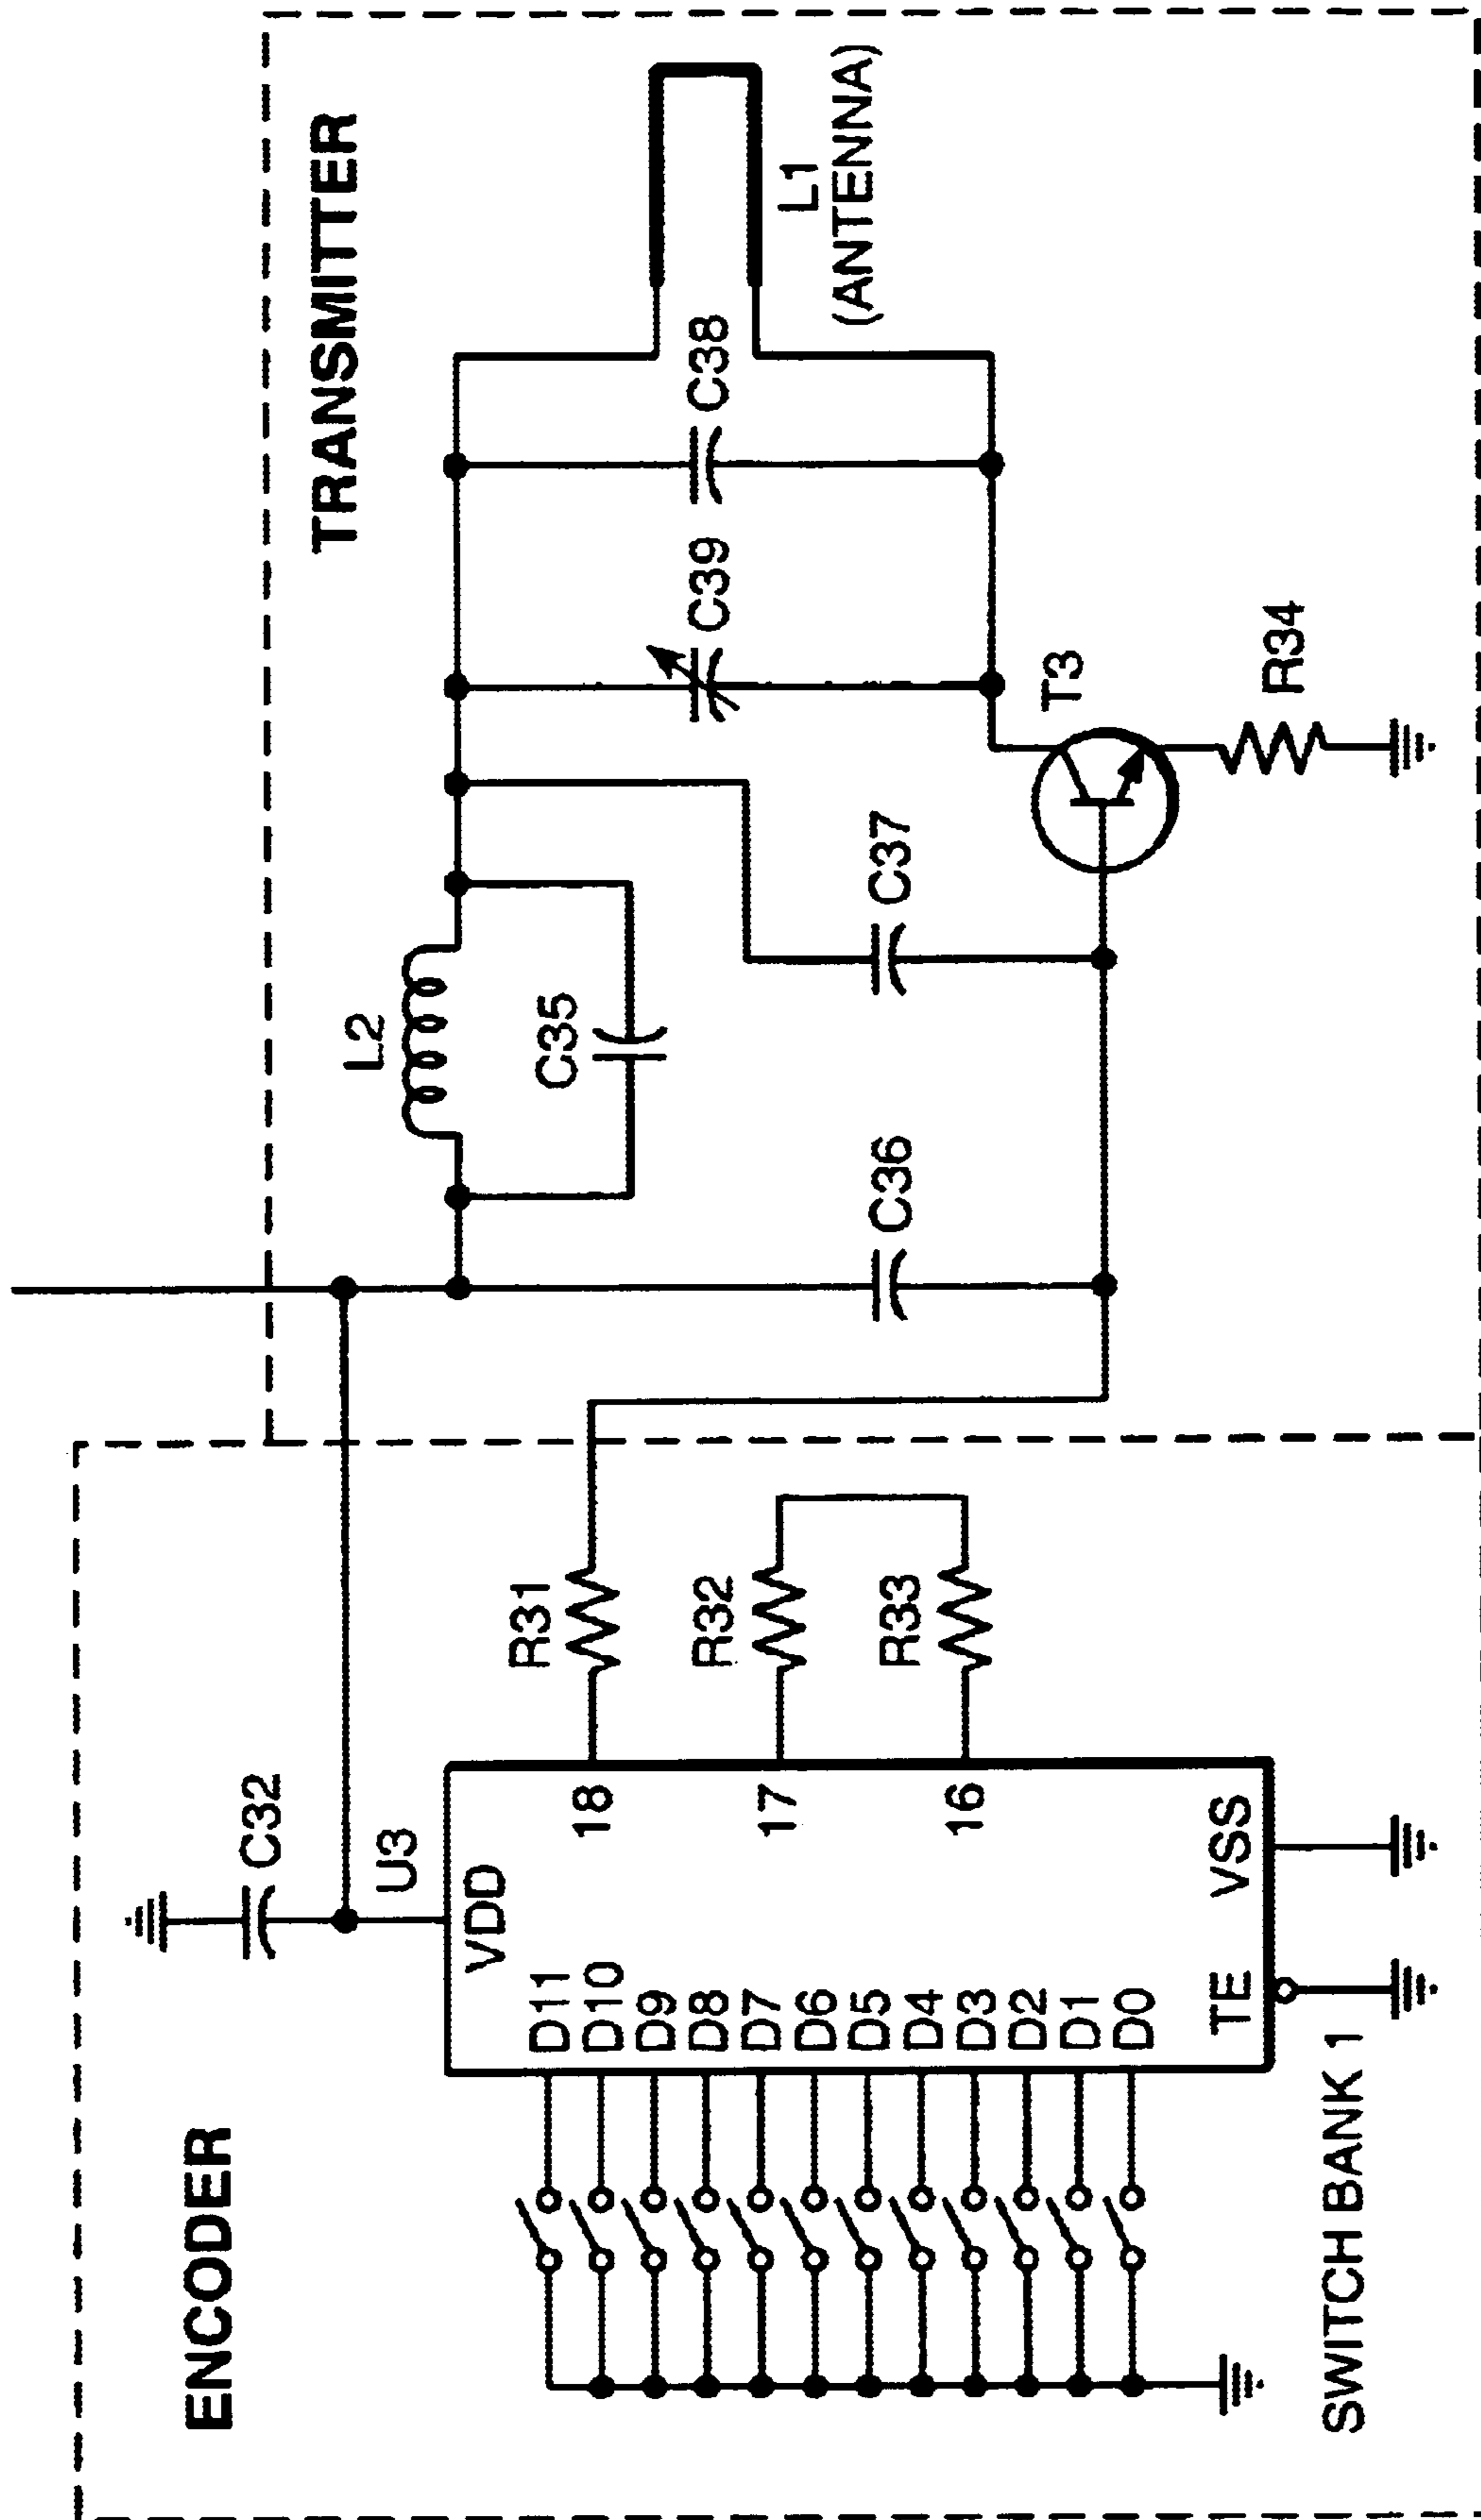 ENCODER
TRANSMITTER
C32
U3
VDD
D11
D10
D9
D8
D7
D6
D5
D4
D3
D2
D1
D0
18
17
16
TE
VSS
SWITCH BANK 1
R31
R32
R33
L2
C35
C36
C37
C39
C38
L1
(ANTENNA)
T3
R34